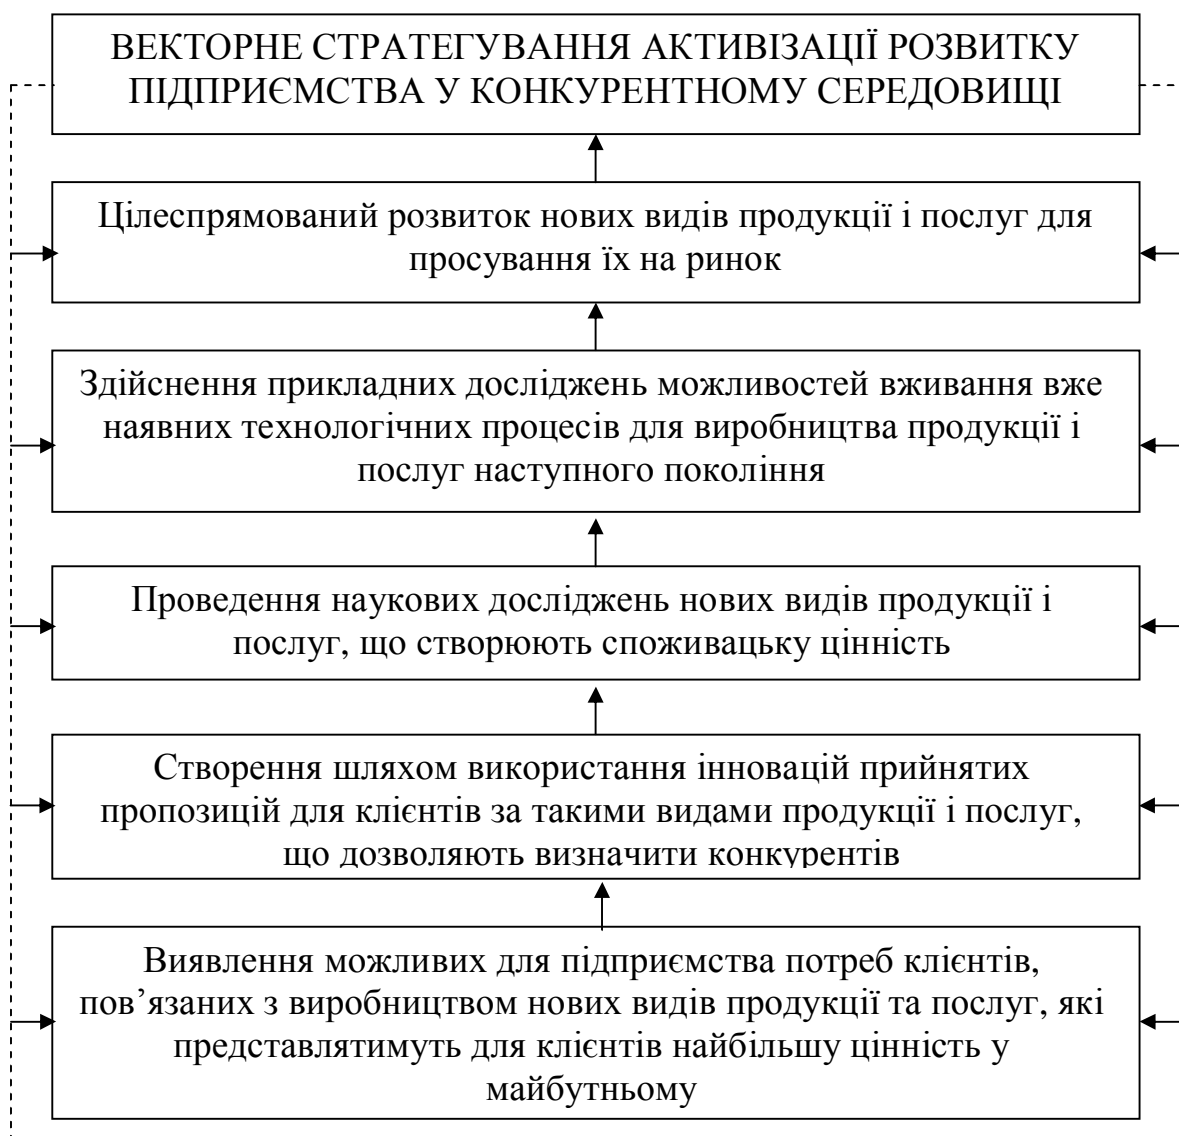 ВЕКТОРНЕ СТРАТЕГУВАННЯ АКТИВІЗАЦІЇ РОЗВИТКУ
ПІДПРИЄМСТВА У КОНКУРЕНТНОМУ СЕРЕДОВИЩІ
Цілеспрямований розвиток нових видів продукції і послуг для
просування їх на ринок
Здійснення прикладних досліджень можливостей вживання вже
наявних технологічних процесів для виробництва продукції і
послуг наступного покоління
Проведення наукових досліджень нових видів продукції і
послуг, що створюють споживацьку цінність
Створення шляхом використання інновацій прийнятих
пропозицій для клієнтів за такими видами продукції і послуг,
що дозволяють визначити конкурентів
Виявлення можливих для підприємства потреб клієнтів,
пов’язаних з виробництвом нових видів продукції та послуг, які
представлятимуть для клієнтів найбільшу цінність у
майбутньому